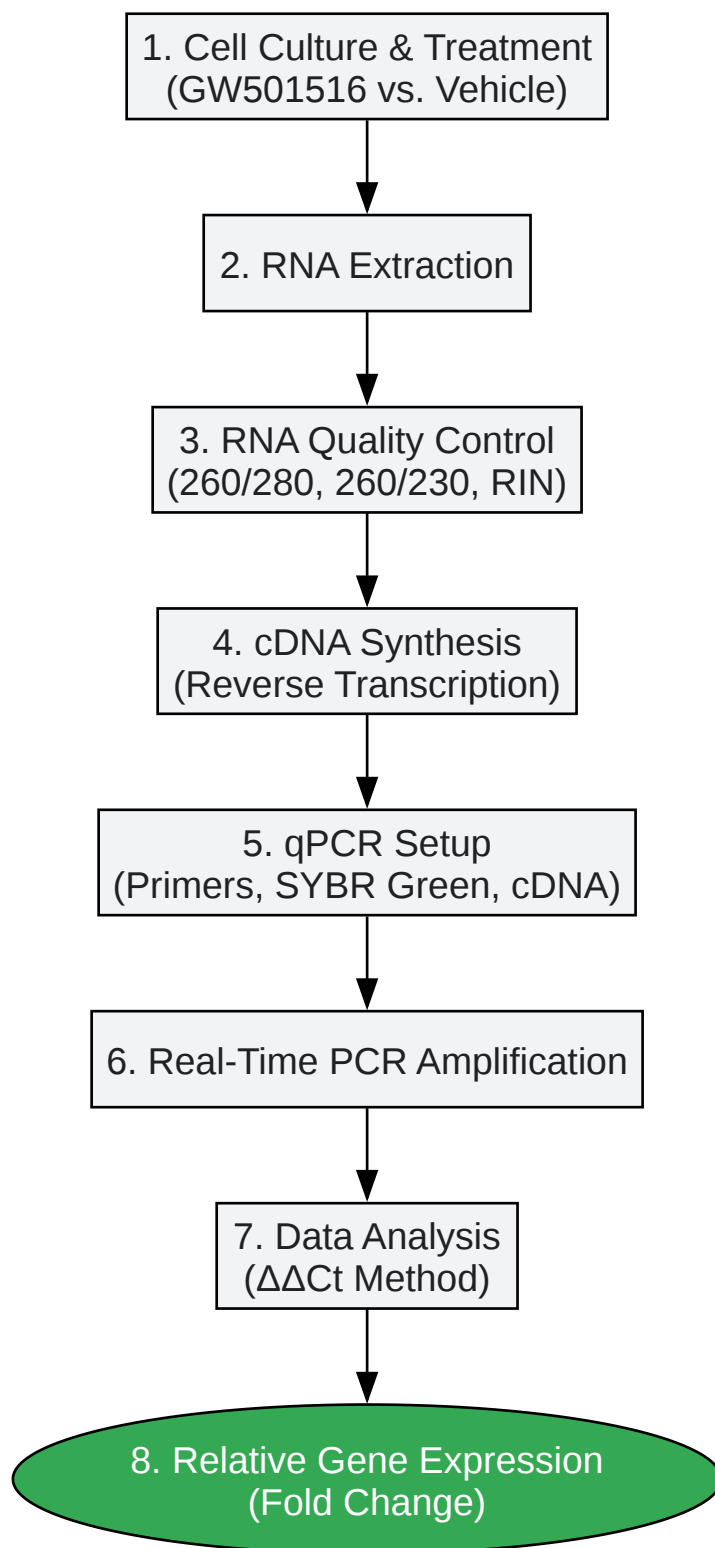 1. Cell Culture & Treatment
(GW501516 vs. Vehicle)
2. RNA Extraction
3. RNA Quality Control
(260/280, 260/230, RIN)
4. cDNA Synthesis
(Reverse Transcription)
5. qPCR Setup
(Primers, SYBR Green, cDNA)
6. Real-Time PCR Amplification
7. Data Analysis
(ΔΔCt Method)
8. Relative Gene Expression
(Fold Change)